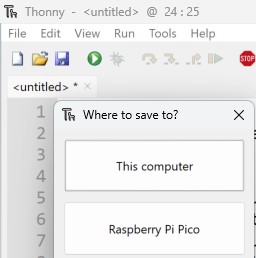 Thonny - <untitled> @ 24:25
File Edit View Run Tools Help
STOP
<untitled> *
Where to save to?
1
2
3
4
5
6
7
This computer
Raspberry Pi Pico